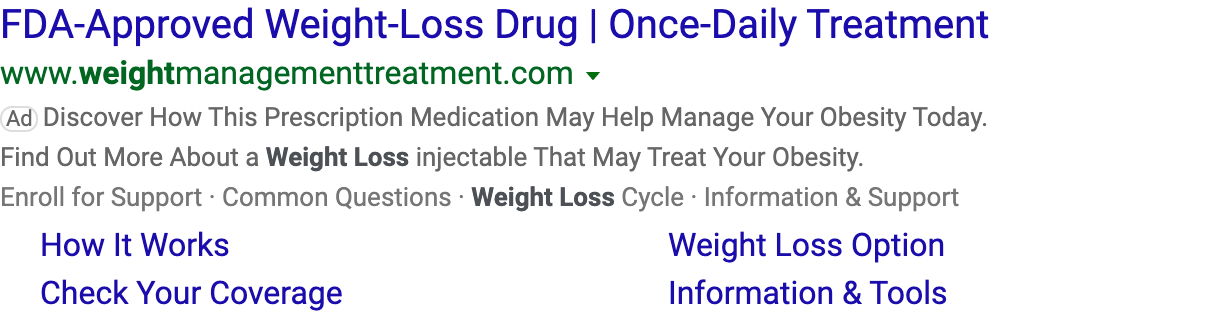 FDA-Approved Weight-Loss Drug | Once-Daily Treatment
www.weightmanagementtreatment.com
Ad Discover How This Prescription Medication May Help Manage Your Obesity Today.
Find Out More About a Weight Loss injectable That May Treat Your Obesity.
Enroll for Support · Common Questions · Weight Loss Cycle · Information & Support
How It Works Weight Loss Option
Check Your Coverage Information & Tools